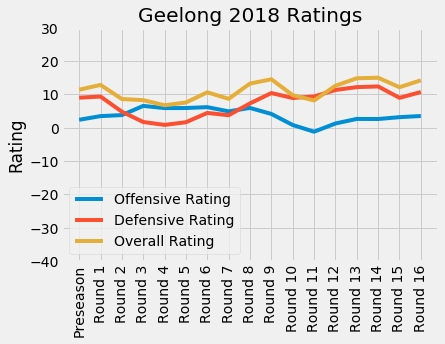 Geelong 2018 Ratings
Rating
30
20
10
0
−10
−20
−30
−40
Offensive Rating
Defensive Rating
Overall Rating
Preseason
Round 1
Round 2
Round 3
Round 4
Round 5
Round 6
Round 7
Round 8
Round 9
Round 10
Round 11
Round 12
Round 13
Round 14
Round 15
Round 16